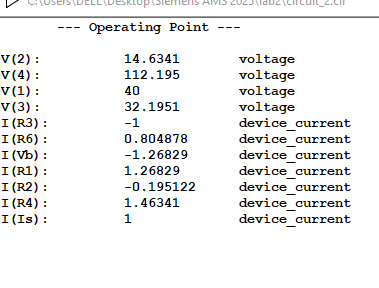 C:\Users\DELL\Desktop\Siemens AMS 2025\lab2\circuit_2.cir
--- Operating Point ---
V(2): 14.6341 voltage
V(4): 112.195 voltage
V(1): 40 voltage
V(3): 32.1951 voltage
I(R3): -1 device_current
I(R6): 0.804878 device_current
I(Vb): -1.26829 device_current
I(R1): 1.26829 device_current
I(R2): -0.195122 device_current
I(R4): 1.46341 device_current
I(Is): 1 device_current